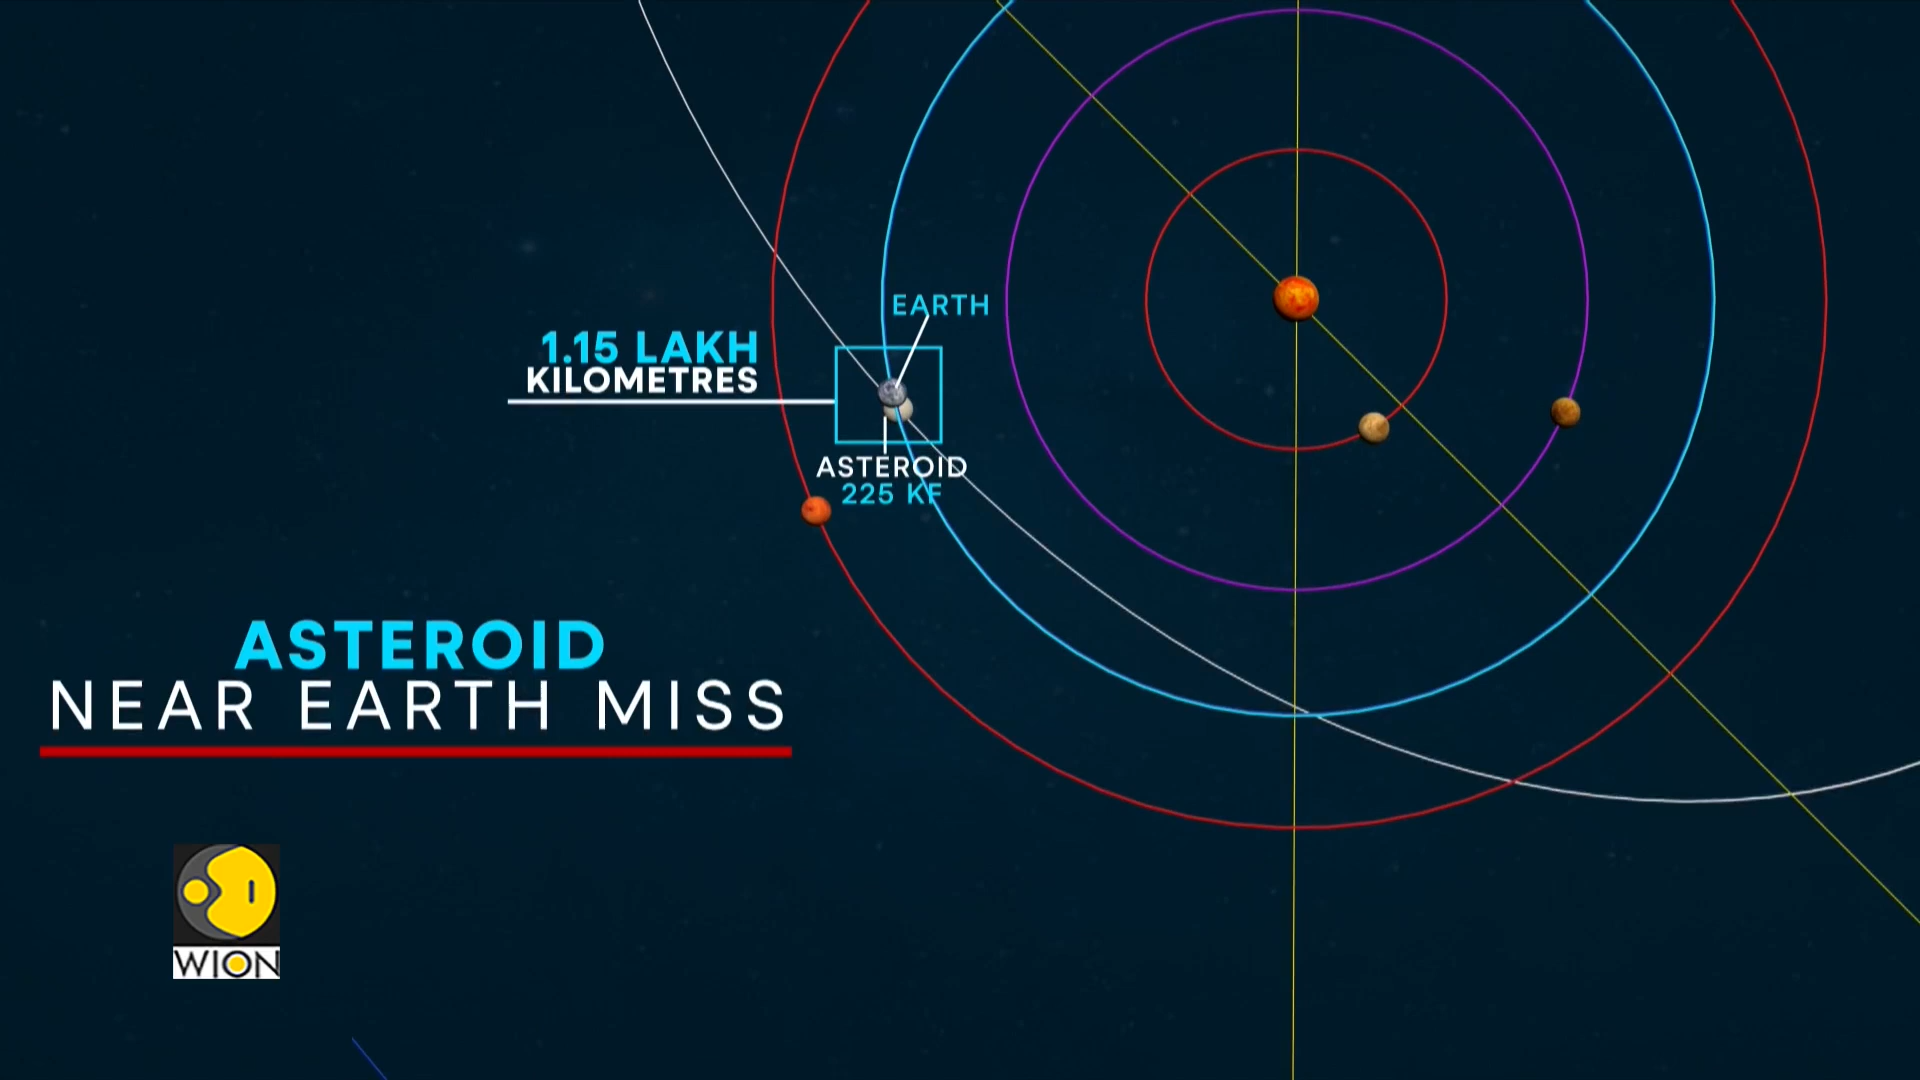 EARTH
1.15 LAKH
KILOMETRES
ASTEROID
225 KF
ASTEROID
NEAR EARTH MISS
WION